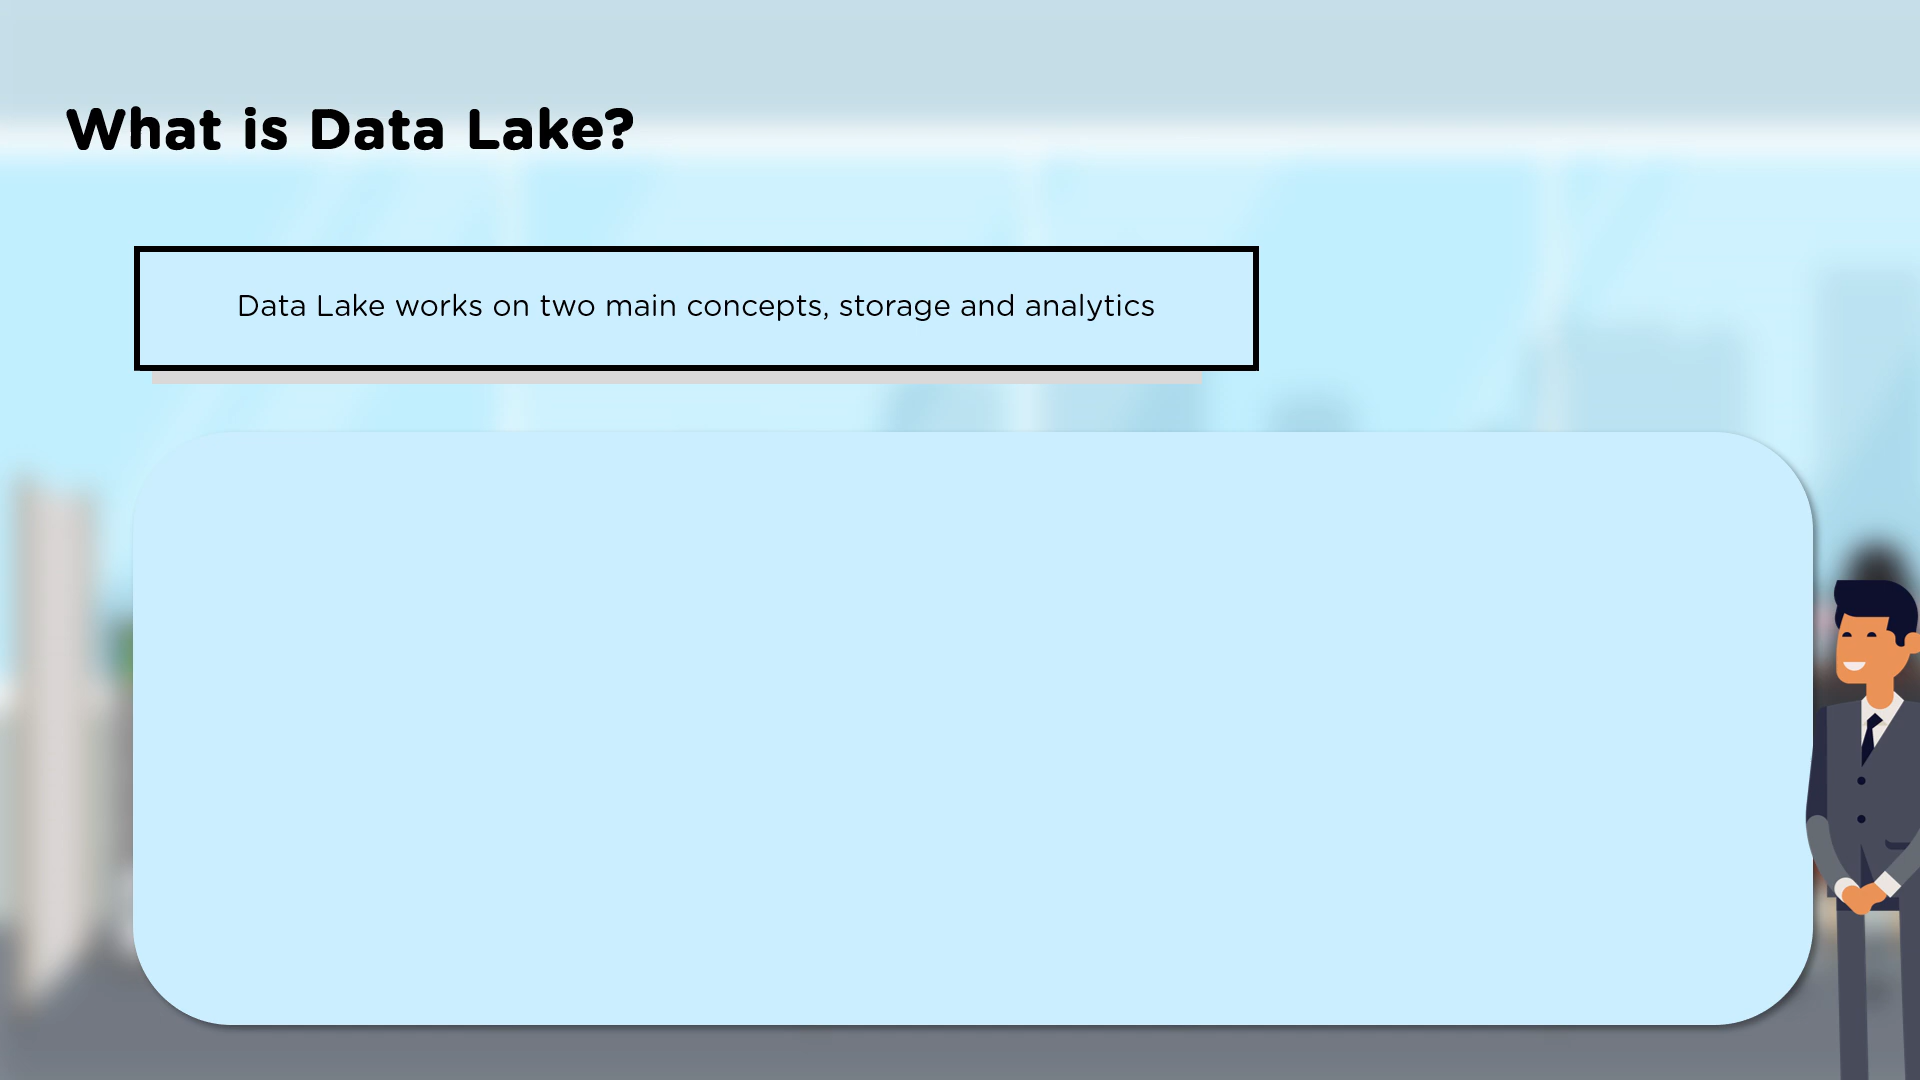 What is Data Lake?
Data Lake works on two main concepts, storage and analytics